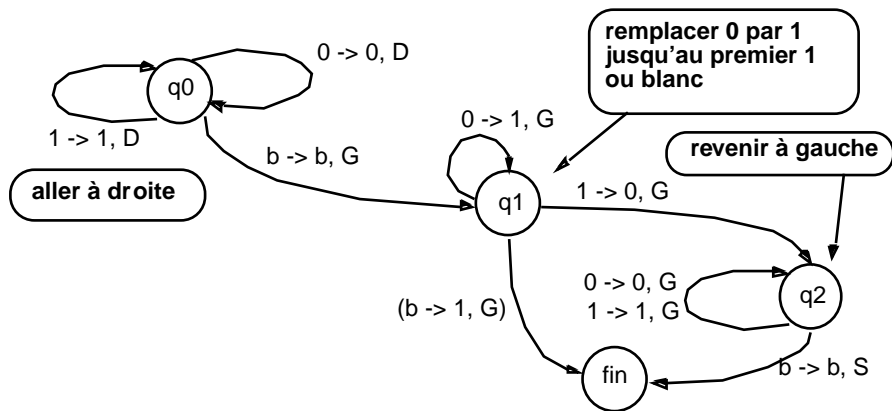 remplacer 0 par 1
jusqu'au premier 1
ou blanc
0 -> 0, D
q0
1 -> 1, D
0 -> 1, G
b -> b, G
revenir à gauche
aller à droite
q1
1 -> 0, G
0 -> 0, G
1 -> 1, G
q2
(b -> 1, G)
fin
b -> b, S